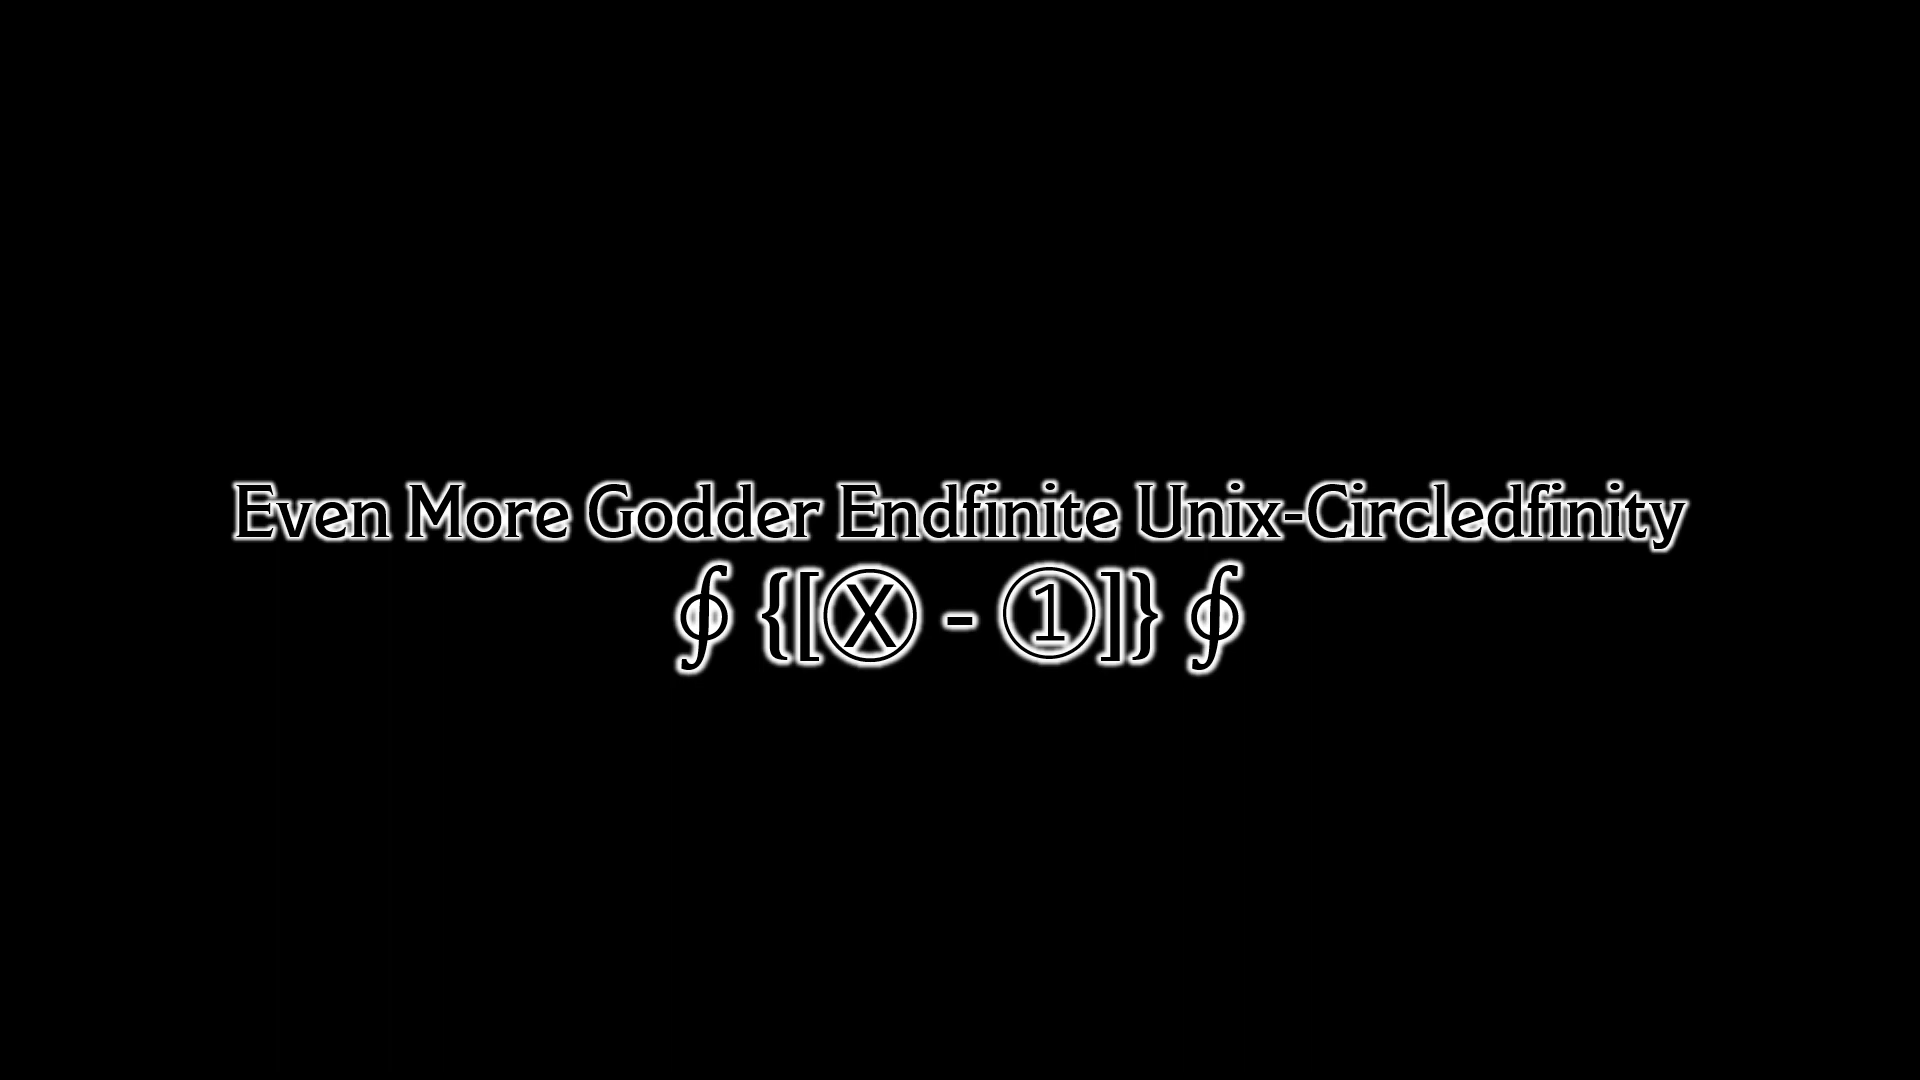 Even More Godder Endfinite Unix-Circledfinity
∮ {[Ⓧ - ①]} ∮